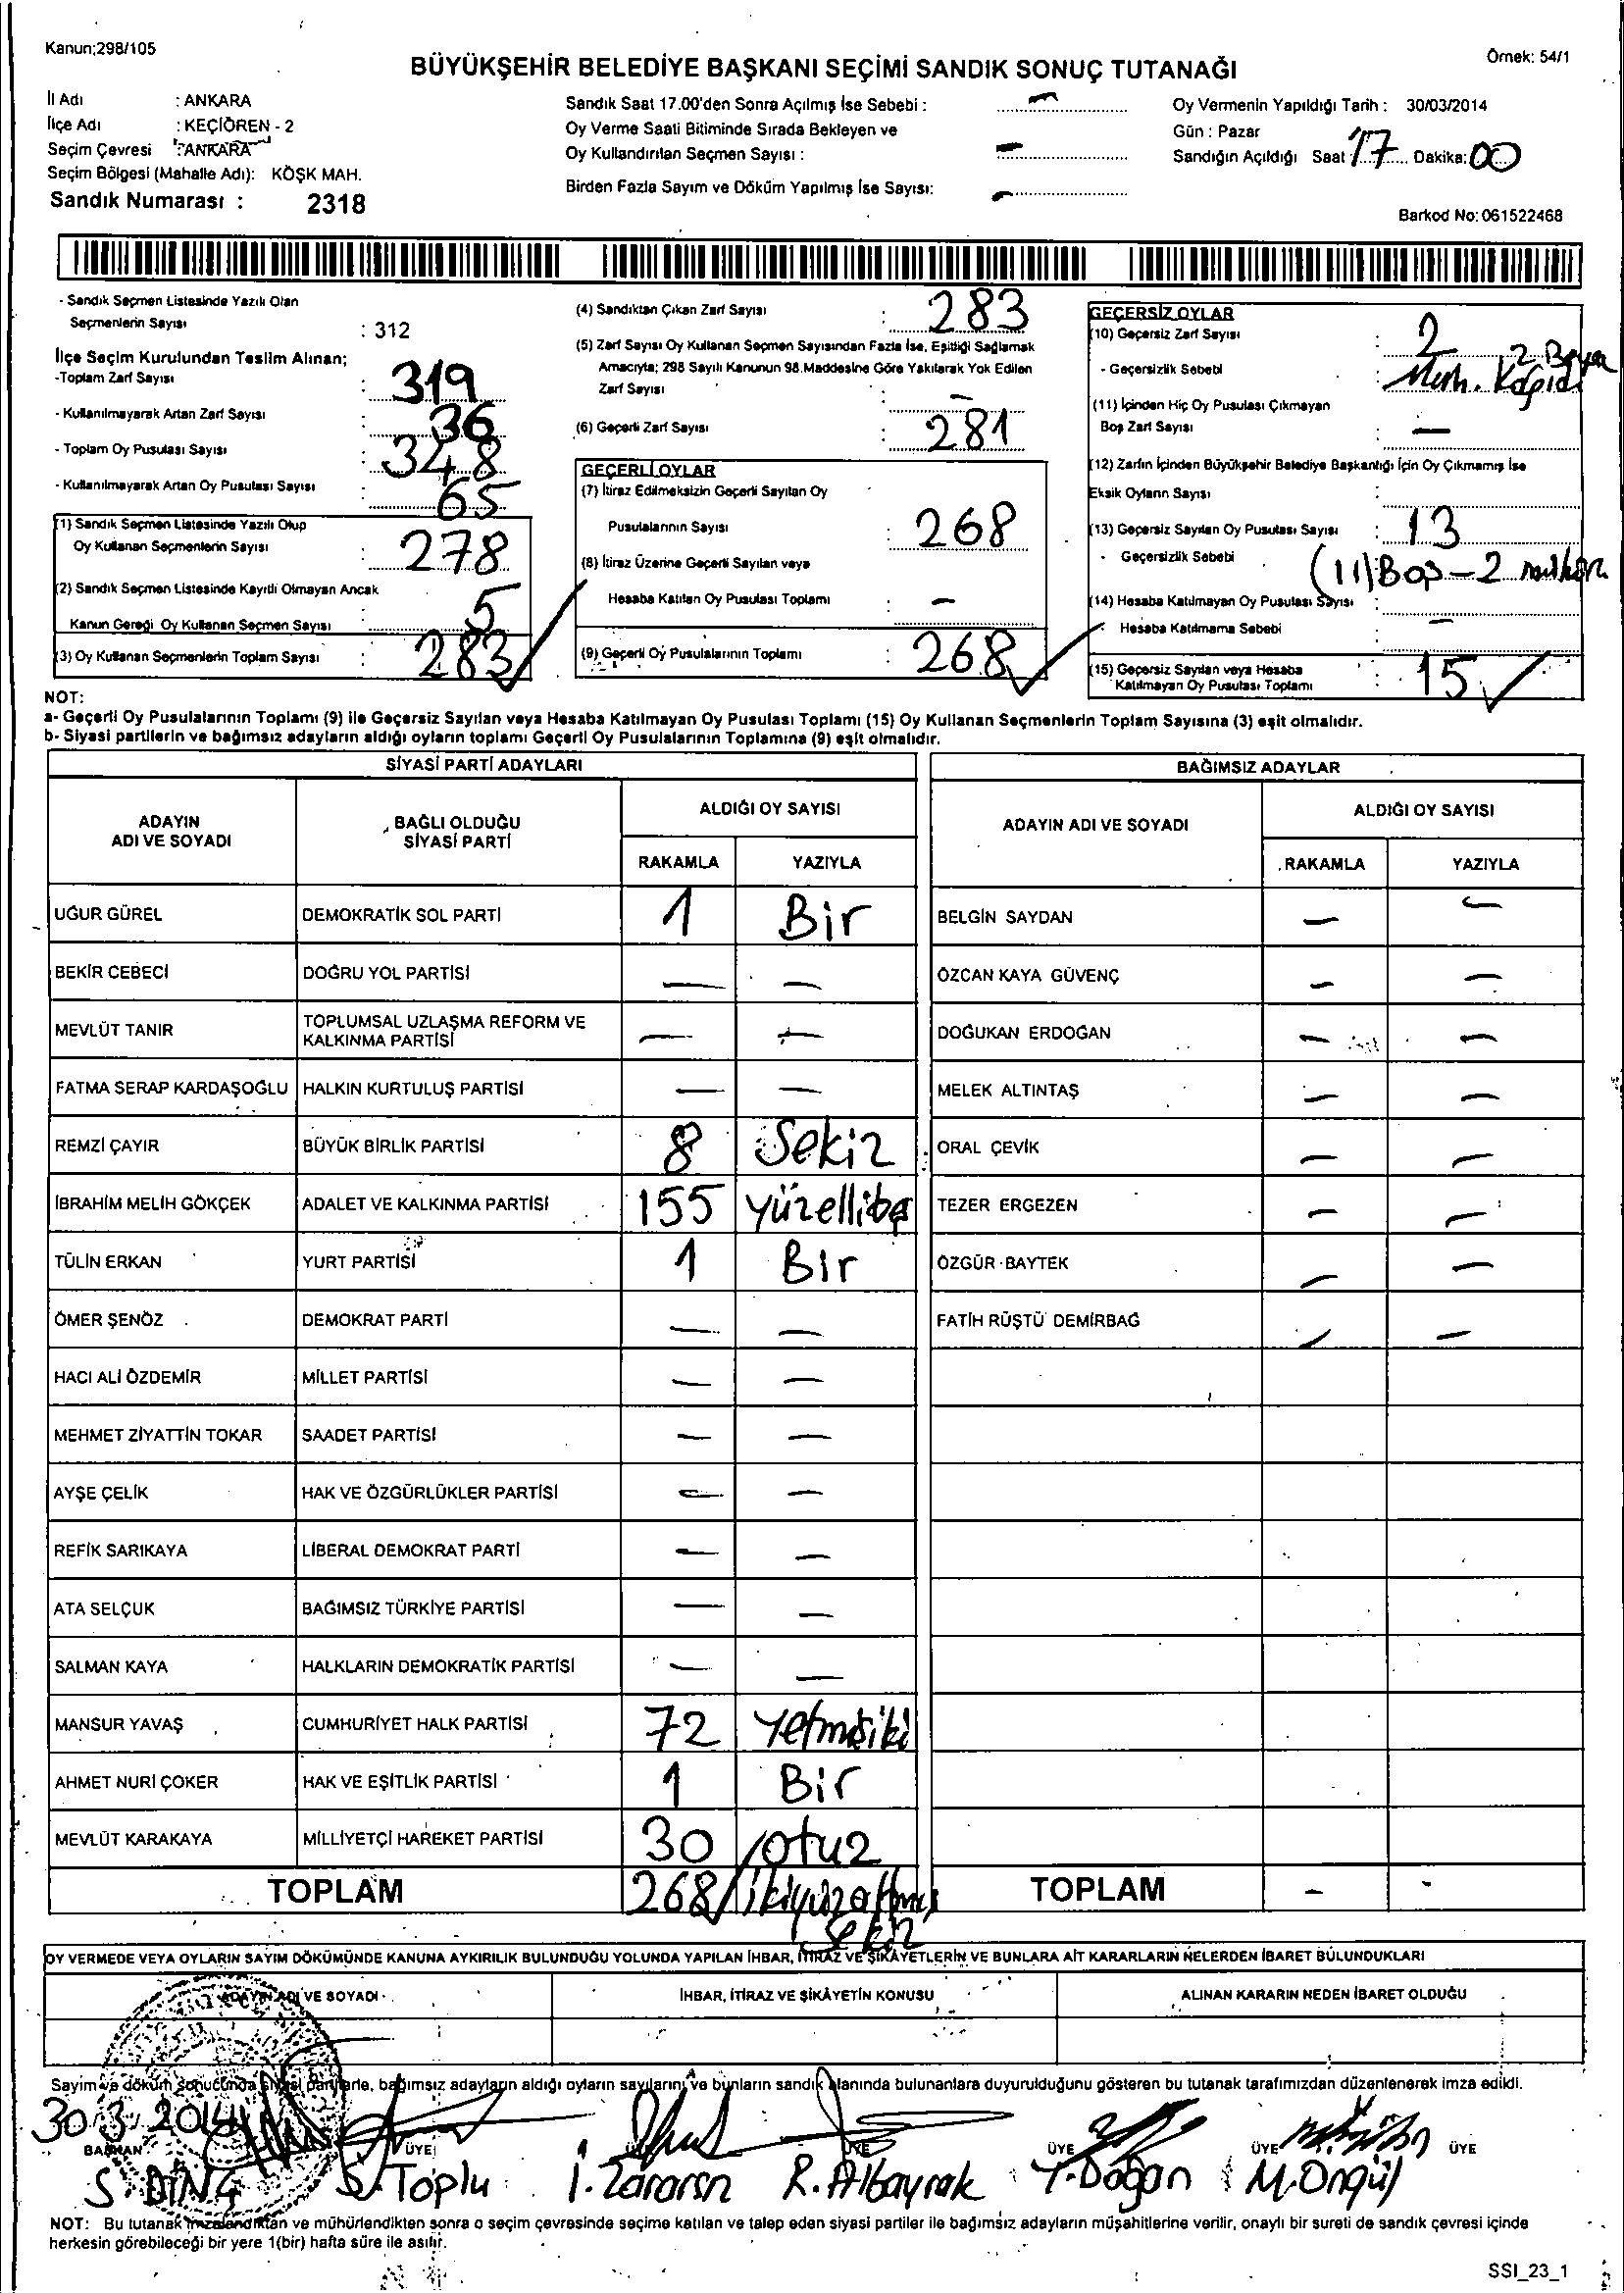 Kanun;298/105
Örnek: 54/1
BÜYÜKŞEHİR BELEDİYE BAŞKANI SEÇİMİ SANDIK SONUÇ TUTANAĞI
İl Adı : ANKARA
İlçe Adı : KEÇİÖREN - 2
Seçim Çevresi : ANKARA
Seçim Bölgesi (Mahalle Adı): KÖŞK MAH.
Sandık Numarası : 2318
Sandık Saat 17.00'den Sonra Açılmış İse Sebebi : —
Oy Verme Saati Bitiminde Sırada Bekleyen ve
Oy Kullandırılan Seçmen Sayısı : —
Birden Fazla Sayım ve Döküm Yapılmış İse Sayısı: —
Oy Vermenin Yapıldığı Tarih : 30/03/2014
Gün : Pazar
Sandığın Açıldığı Saat 17 Dakika: 00
Barkod No: 061522468
- Sandık Seçmen Listesinde Yazılı Olan
Seçmenlerin Sayısı : 312
İlçe Seçim Kurulundan Teslim Alınan;
-Toplam Zarf Sayısı : 319
- Kullanılmayarak Artan Zarf Sayısı : 36
- Toplam Oy Pusulası Sayısı : 348
- Kullanılmayarak Artan Oy Pusulası Sayısı : 65
(1) Sandık Seçmen Listesinde Yazılı Olup
Oy Kullanan Seçmenlerin Sayısı : 278
(2) Sandık Seçmen Listesinde Kayıtlı Olmayan Ancak
Kanun Gereği Oy Kullanan Seçmen Sayısı : 5
(3) Oy Kullanan Seçmenlerin Toplam Sayısı : 283
(4) Sandıktan Çıkan Zarf Sayısı : 283
(5) Zarf Sayısı Oy Kullanan Seçmen Sayısından Fazla İse, Eşitliği Sağlamak
Amacıyla; 298 Sayılı Kanunun 98.Maddesine Göre Yakılarak Yok Edilen
Zarf Sayısı : —
(6) Geçerli Zarf Sayısı : 281
GEÇERLİ OYLAR
(7) İtiraz Edilmeksizin Geçerli Sayılan Oy
Pusulalarının Sayısı : 268
(8) İtiraz Üzerine Geçerli Sayılan veya
Hesaba Katılan Oy Pusulası Toplamı : —
(9) Geçerli Oy Pusulalarının Toplamı : 268
GEÇERSİZ OYLAR
(10) Geçersiz Zarf Sayısı : 2
- Geçersizlik Sebebi
(11) İçinden Hiç Oy Pusulası Çıkmayan
Boş Zarf Sayısı : —
(12) Zarfın İçinden Büyükşehir Belediye Başkanlığı İçin Oy Çıkmamış İse
Eksik Oyların Sayısı :
(13) Geçersiz Sayılan Oy Pusulası Sayısı : 13
- Geçersizlik Sebebi (11) Boş - 2
(14) Hesaba Katılmayan Oy Pusulası Sayısı :
Hesaba Katılmama Sebebi —
(15) Geçersiz Sayılan veya Hesaba
Katılmayan Oy Pusulası Toplamı : 15
NOT:
a- Geçerli Oy Pusulalarının Toplamı (9) ile Geçersiz Sayılan veya Hesaba Katılmayan Oy Pusulası Toplamı (15) Oy Kullanan Seçmenlerin Toplam Sayısına (3) eşit olmalıdır.
b- Siyasi partilerin ve bağımsız adayların aldığı oyların toplamı Geçerli Oy Pusulalarının Toplamına (9) eşit olmalıdır.
SİYASİ PARTİ ADAYLARI BAĞIMSIZ ADAYLAR
ADAYIN ADI VE SOYADI BAĞLI OLDUĞU SİYASİ PARTİ ALDIĞI OY SAYISI ADAYIN ADI VE SOYADI ALDIĞI OY SAYISI
RAKAMLA YAZIYLA RAKAMLA YAZIYLA
UĞUR GÜREL DEMOKRATİK SOL PARTİ 1 Bir BELGİN SAYDAN — —
BEKİR CEBECİ DOĞRU YOL PARTİSİ — — ÖZCAN KAYA GÜVENÇ — —
MEVLÜT TANIR TOPLUMSAL UZLAŞMA REFORM VE KALKINMA PARTİSİ — — DOĞUKAN ERDOĞAN — —
FATMA SERAP KARDAŞOĞLU HALKIN KURTULUŞ PARTİSİ — — MELEK ALTINTAŞ — —
REMZİ ÇAYIR BÜYÜK BİRLİK PARTİSİ 8 Sekiz ORAL ÇEVİK — —
İBRAHİM MELİH GÖKÇEK ADALET VE KALKINMA PARTİSİ 155 yüzellibeş TEZER ERGEZEN — —
TÜLİN ERKAN YURT PARTİSİ 1 Bir ÖZGÜR BAYTEK — —
ÖMER ŞENÖZ DEMOKRAT PARTİ — — FATİH RÜŞTÜ DEMİRBAĞ — —
HACI ALİ ÖZDEMİR MİLLET PARTİSİ — —
MEHMET ZİYATTİN TOKAR SAADET PARTİSİ — —
AYŞE ÇELİK HAK VE ÖZGÜRLÜKLER PARTİSİ — —
REFİK SARIKAYA LİBERAL DEMOKRAT PARTİ — —
ATA SELÇUK BAĞIMSIZ TÜRKİYE PARTİSİ — —
SALMAN KAYA HALKLARIN DEMOKRATİK PARTİSİ — —
MANSUR YAVAŞ CUMHURİYET HALK PARTİSİ 72 Yetmişiki
AHMET NURİ ÇOKER HAK VE EŞİTLİK PARTİSİ 1 Bir
MEVLÜT KARAKAYA MİLLİYETÇİ HAREKET PARTİSİ 30 otuz
TOPLAM 268 ikiyüzaltmış sekiz TOPLAM — -
OY VERMEDE VEYA OYLARIN SAYIM DÖKÜMÜNDE KANUNA AYKIRILIK BULUNDUĞU YOLUNDA YAPILAN İHBAR, İTİRAZ VE ŞİKAYETLERİN VE BUNLARA AİT KARARLARIN NELERDEN İBARET BULUNDUKLARI
ADAYIN ADI VE SOYADI İHBAR, İTİRAZ VE ŞİKÂYETİN KONUSU ALINAN KARARIN NEDEN İBARET OLDUĞU
Sayım ve döküm sonucunda siyasi partilerle, bağımsız adayların aldığı oyların sayılarını ve bunların sandık alanında bulunanlara duyurulduğunu gösteren bu tutanak tarafımızdan düzenlenerek imza edildi.
30.3.2014
BAŞKAN ÜYE ÜYE ÜYE ÜYE ÜYE ÜYE
S. DİNÇ S. Toplu İ. Zararsız R. Albayrak Y. Doğan M. Öngül
NOT: Bu tutanak imzalandıktan ve mühürlendikten sonra o seçim çevresinde seçime katılan ve talep eden siyasi partiler ile bağımsız adayların müşahitlerine verilir, onaylı bir sureti de sandık çevresi içinde
herkesin görebileceği bir yere 1(bir) hafta süre ile asılır.
SSI_23_1